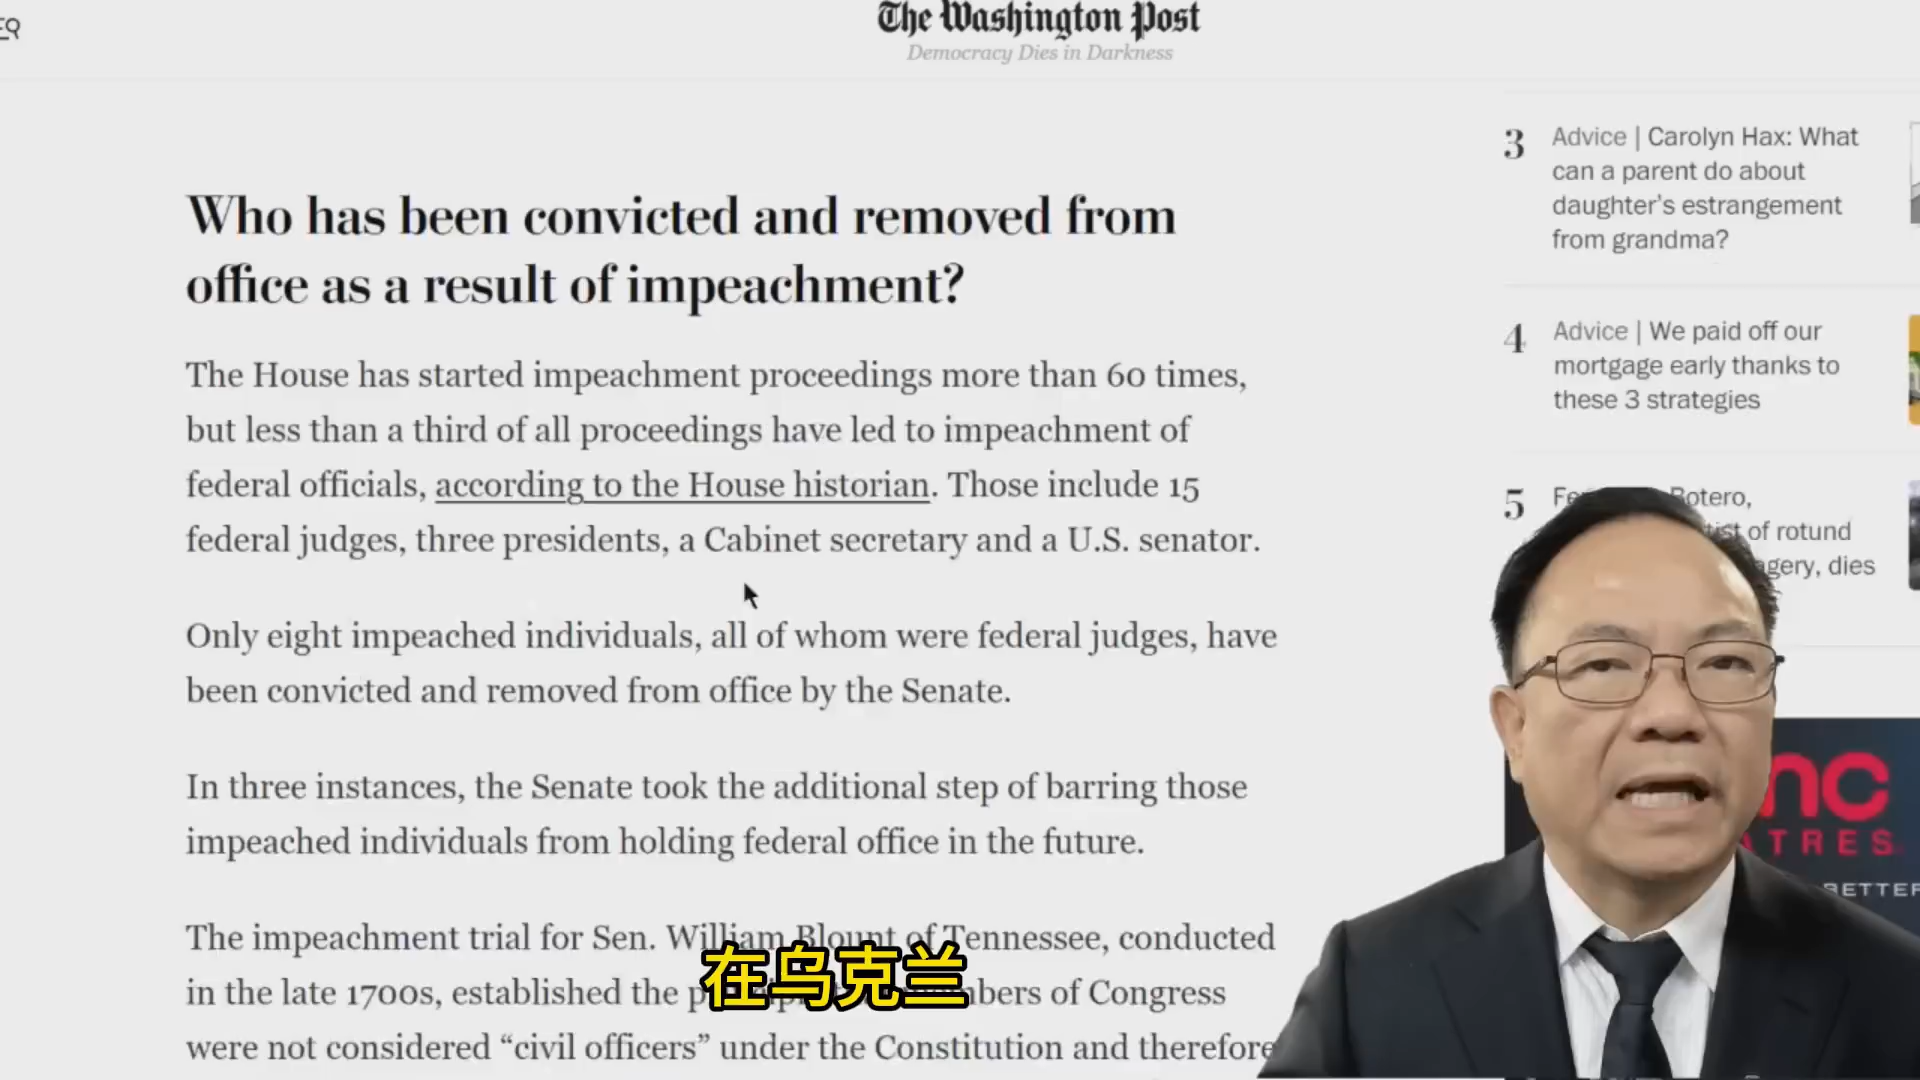 The Washington Post
Democracy Dies in Darkness
Who has been convicted and removed from
office as a result of impeachment?
The House has started impeachment proceedings more than 60 times,
but less than a third of all proceedings have led to impeachment of
federal officials, according to the House historian. Those include 15
federal judges, three presidents, a Cabinet secretary and a U.S. senator.
Only eight impeached individuals, all of whom were federal judges, have
been convicted and removed from office by the Senate.
In three instances, the Senate took the additional step of barring those
impeached individuals from holding federal office in the future.
The impeachment trial for Sen. William Blount of Tennessee, conducted
in the late 1700s, established the of Congress
were not considered “civil officers” under the Constitution and therefore
在乌克兰
3
Advice | Carolyn Hax: What
can a parent do about
daughter's estrangement
from grandma?
4
Advice | We paid off our
mortgage early thanks to
these 3 strategies
5
Botero,
of rotund
dies